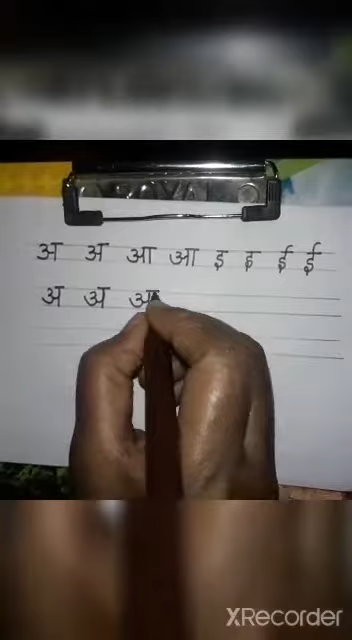 अ अ आ आ इ इ ई ई
अ अ
XRecorder